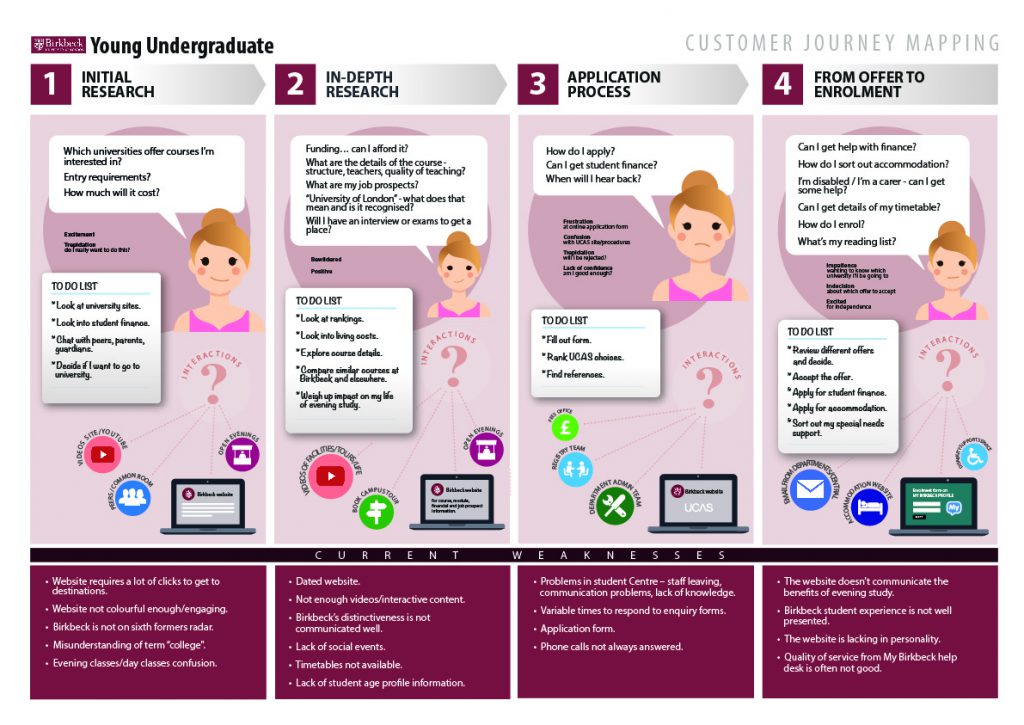 Birkbeck
Young Undergraduate
CUSTOMER JOURNEY MAPPING
1 INITIAL
RESEARCH
Which universities offer courses I'm
interested in?
Entry requirements?
How much will it cost?
Excitement
Trepidation
do I really want to do this?
TO DO LIST
* Look at university sites.
* Look into student finance.
* Chat with peers, parents,
guardians.
* Decide if I want to go to
university.
INTERACTIONS
?
VIDEOS SITE/YOUTUBE
PEERS/COMMON ROOM
OPEN EVENINGS
Birkbeck website
2 IN-DEPTH
RESEARCH
Funding... can I afford it?
What are the details of the course -
structure, teachers, quality of teaching?
What are my job prospects?
"University of London" - what does that
mean and is it recognised?
Will I have an interview or exams to get a
place?
Bewildered
Positive
TO DO LIST
* Look at rankings.
* Look into living costs.
* Explore course details.
* Compare similar courses at
Birkbeck and elsewhere.
* Weigh up impact on my life
of evening study.
INTERACTIONS
?
VIDEOS OF FACILITIES/TOURS/LIFE
BOOK CAMPUS TOUR
OPEN EVENINGS
Birkbeck website
For course, module,
financial and job prospect
information.
3 APPLICATION
PROCESS
How do I apply?
Can I get student finance?
When will I hear back?
Frustration
at online application form
Confusion
with UCAS site/procedures
Trepidation
will I be rejected?
Lack of confidence
am I good enough?
TO DO LIST
* Fill out form.
* Rank UCAS choices.
* Find references.
INTERACTIONS
?
FEES OFFICE
£
REGISTRY TEAM
DEPARTMENT ADMIN TEAM
Birkbeck website
UCAS
4 FROM OFFER TO
ENROLMENT
Can I get help with finance?
How do I sort out accommodation?
I'm disabled / I'm a carer - can I get
some help?
Can I get details of my timetable?
How do I enrol?
What's my reading list?
Impatience
wanting to know which
university I'll be going to
Indecision
about which offer to accept
Excited
for independence
TO DO LIST
* Review different offers
and decide.
* Accept the offer.
* Apply for student finance.
* Apply for accommodation.
* Sort out my special needs
support.
INTERACTIONS
?
EMAIL FROM DEPARTMENTS/CENTRAL
ACCOMMODATION WEBSITE
Enrolment form on
MY BIRKBECK PROFILE
My
CURRENT WEAKNESSES
• Website requires a lot of clicks to get to
destinations.
• Website not colourful enough/engaging.
• Birkbeck is not on sixth formers radar.
• Misunderstanding of term "college".
• Evening classes/day classes confusion.
• Dated website.
• Not enough videos/interactive content.
• Birkbeck's distinctiveness is not
communicated well.
• Lack of social events.
• Timetables not available.
• Lack of student age profile information.
• Problems in student Centre – staff leaving,
communication problems, lack of knowledge.
• Variable times to respond to enquiry forms.
• Application form.
• Phone calls not always answered.
• The website doesn't communicate the
benefits of evening study.
• Birkbeck student experience is not well
presented.
• The website is lacking in personality.
• Quality of service from My Birkbeck help
desk is often not good.